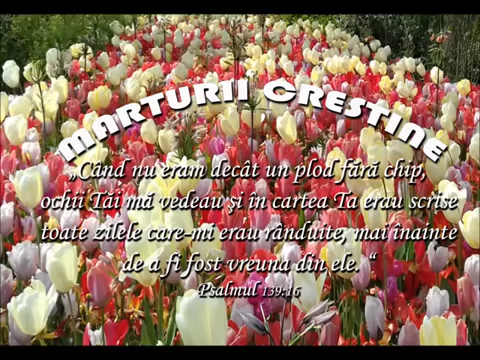 MARTURII CRESTINE
„Când nu eram decât un plod fără chip,
ochii Tăi mă vedeau şi în cartea Ta erau scrise
toate zilele care-mi erau rânduite, mai înainte
de a fi fost vreuna din ele. “
Psalmul 139:16